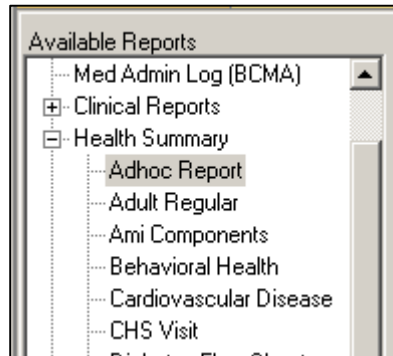 Available Reports
Med Admin Log (BCMA)
Clinical Reports
Health Summary
Adhoc Report
Adult Regular
Ami Components
Behavioral Health
Cardiovascular Disease
CHS Visit